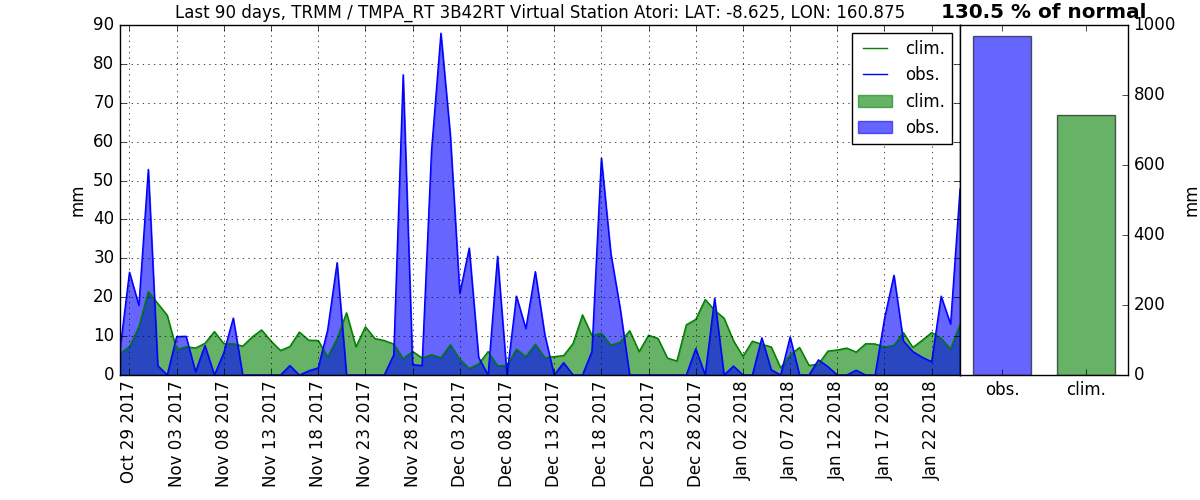 Last 90 days, TRMM / TMPA_RT 3B42RT Virtual Station Atori: LAT: -8.625, LON: 160.875
130.5 % of normal
90
80
70
60
50
40
30
20
10
0
mm
clim.
obs.
clim.
obs.
1000
800
600
400
200
0
mm
Oct 29 2017
Nov 03 2017
Nov 08 2017
Nov 13 2017
Nov 18 2017
Nov 23 2017
Nov 28 2017
Dec 03 2017
Dec 08 2017
Dec 13 2017
Dec 18 2017
Dec 23 2017
Dec 28 2017
Jan 02 2018
Jan 07 2018
Jan 12 2018
Jan 17 2018
Jan 22 2018
obs.
clim.